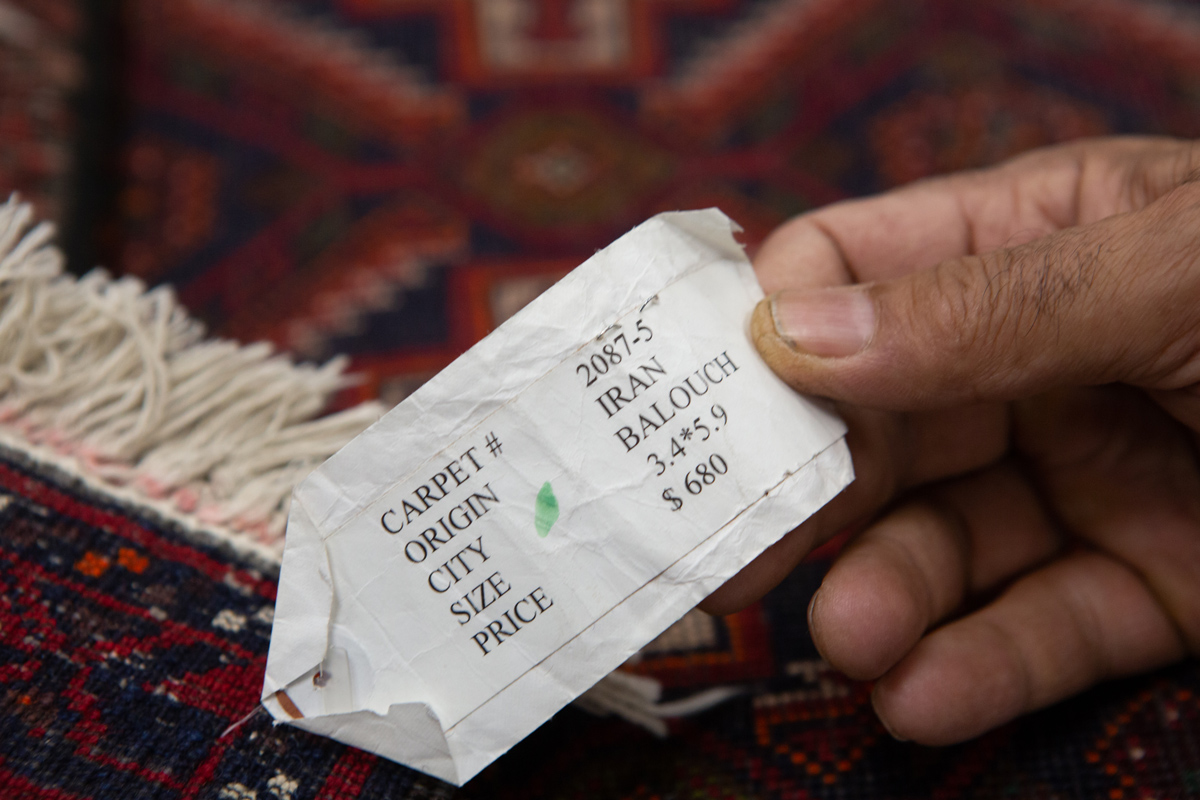 CARPET # 2087-5
ORIGIN IRAN
CITY BALOUCH
SIZE 3.4*5.9
PRICE $ 680